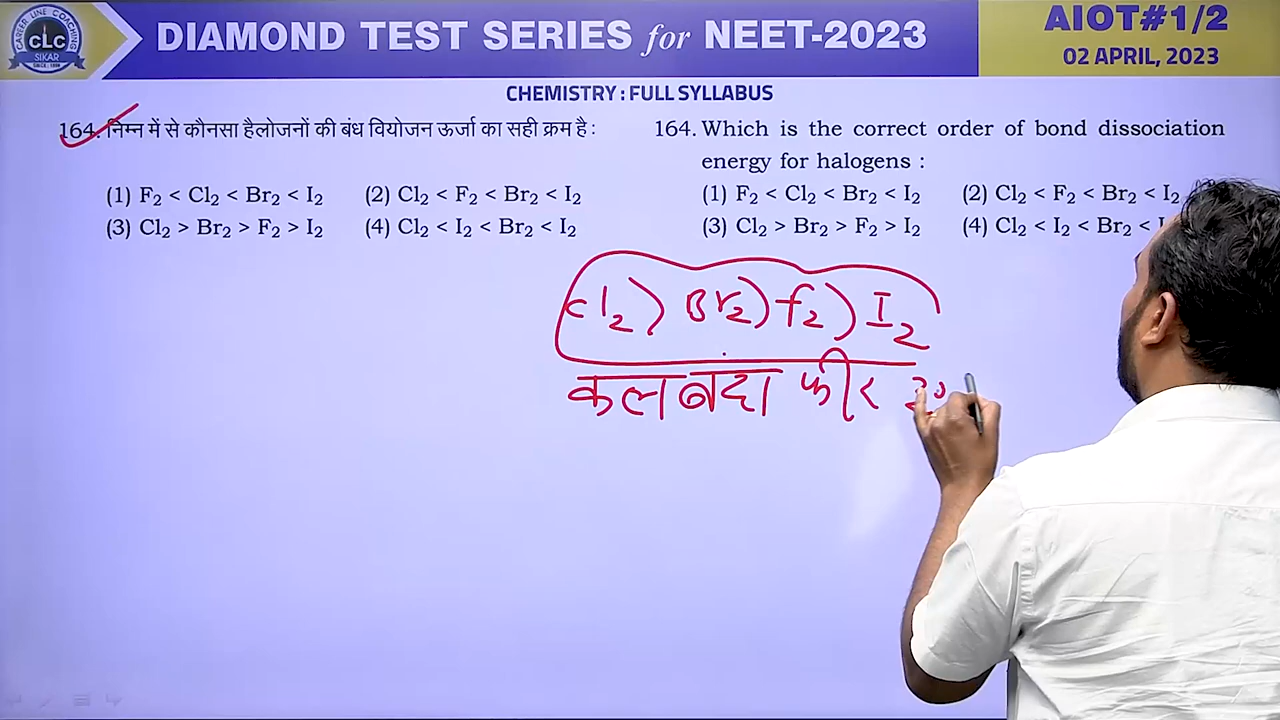 CAREER LINE COACHING
CLC
SIKAR
DIAMOND TEST SERIES for NEET-2023
AIOT#1/2
02 APRIL, 2023
CHEMISTRY : FULL SYLLABUS
164. निम्न में से कौनसा हैलोजनों की बंध वियोजन ऊर्जा का सही क्रम है :
(1) F₂ < Cl₂ < Br₂ < I₂ (2) Cl₂ < F₂ < Br₂ < I₂
(3) Cl₂ > Br₂ > F₂ > I₂ (4) Cl₂ < I₂ < Br₂ < I₂
164. Which is the correct order of bond dissociation
energy for halogens :
(1) F₂ < Cl₂ < Br₂ < I₂ (2) Cl₂ < F₂ < Br₂ < I₂
(3) Cl₂ > Br₂ > F₂ > I₂ (4) Cl₂ < I₂ < Br₂ < I
Cl₂ > Br₂ > F₂ > I₂
कल बंदा फीर